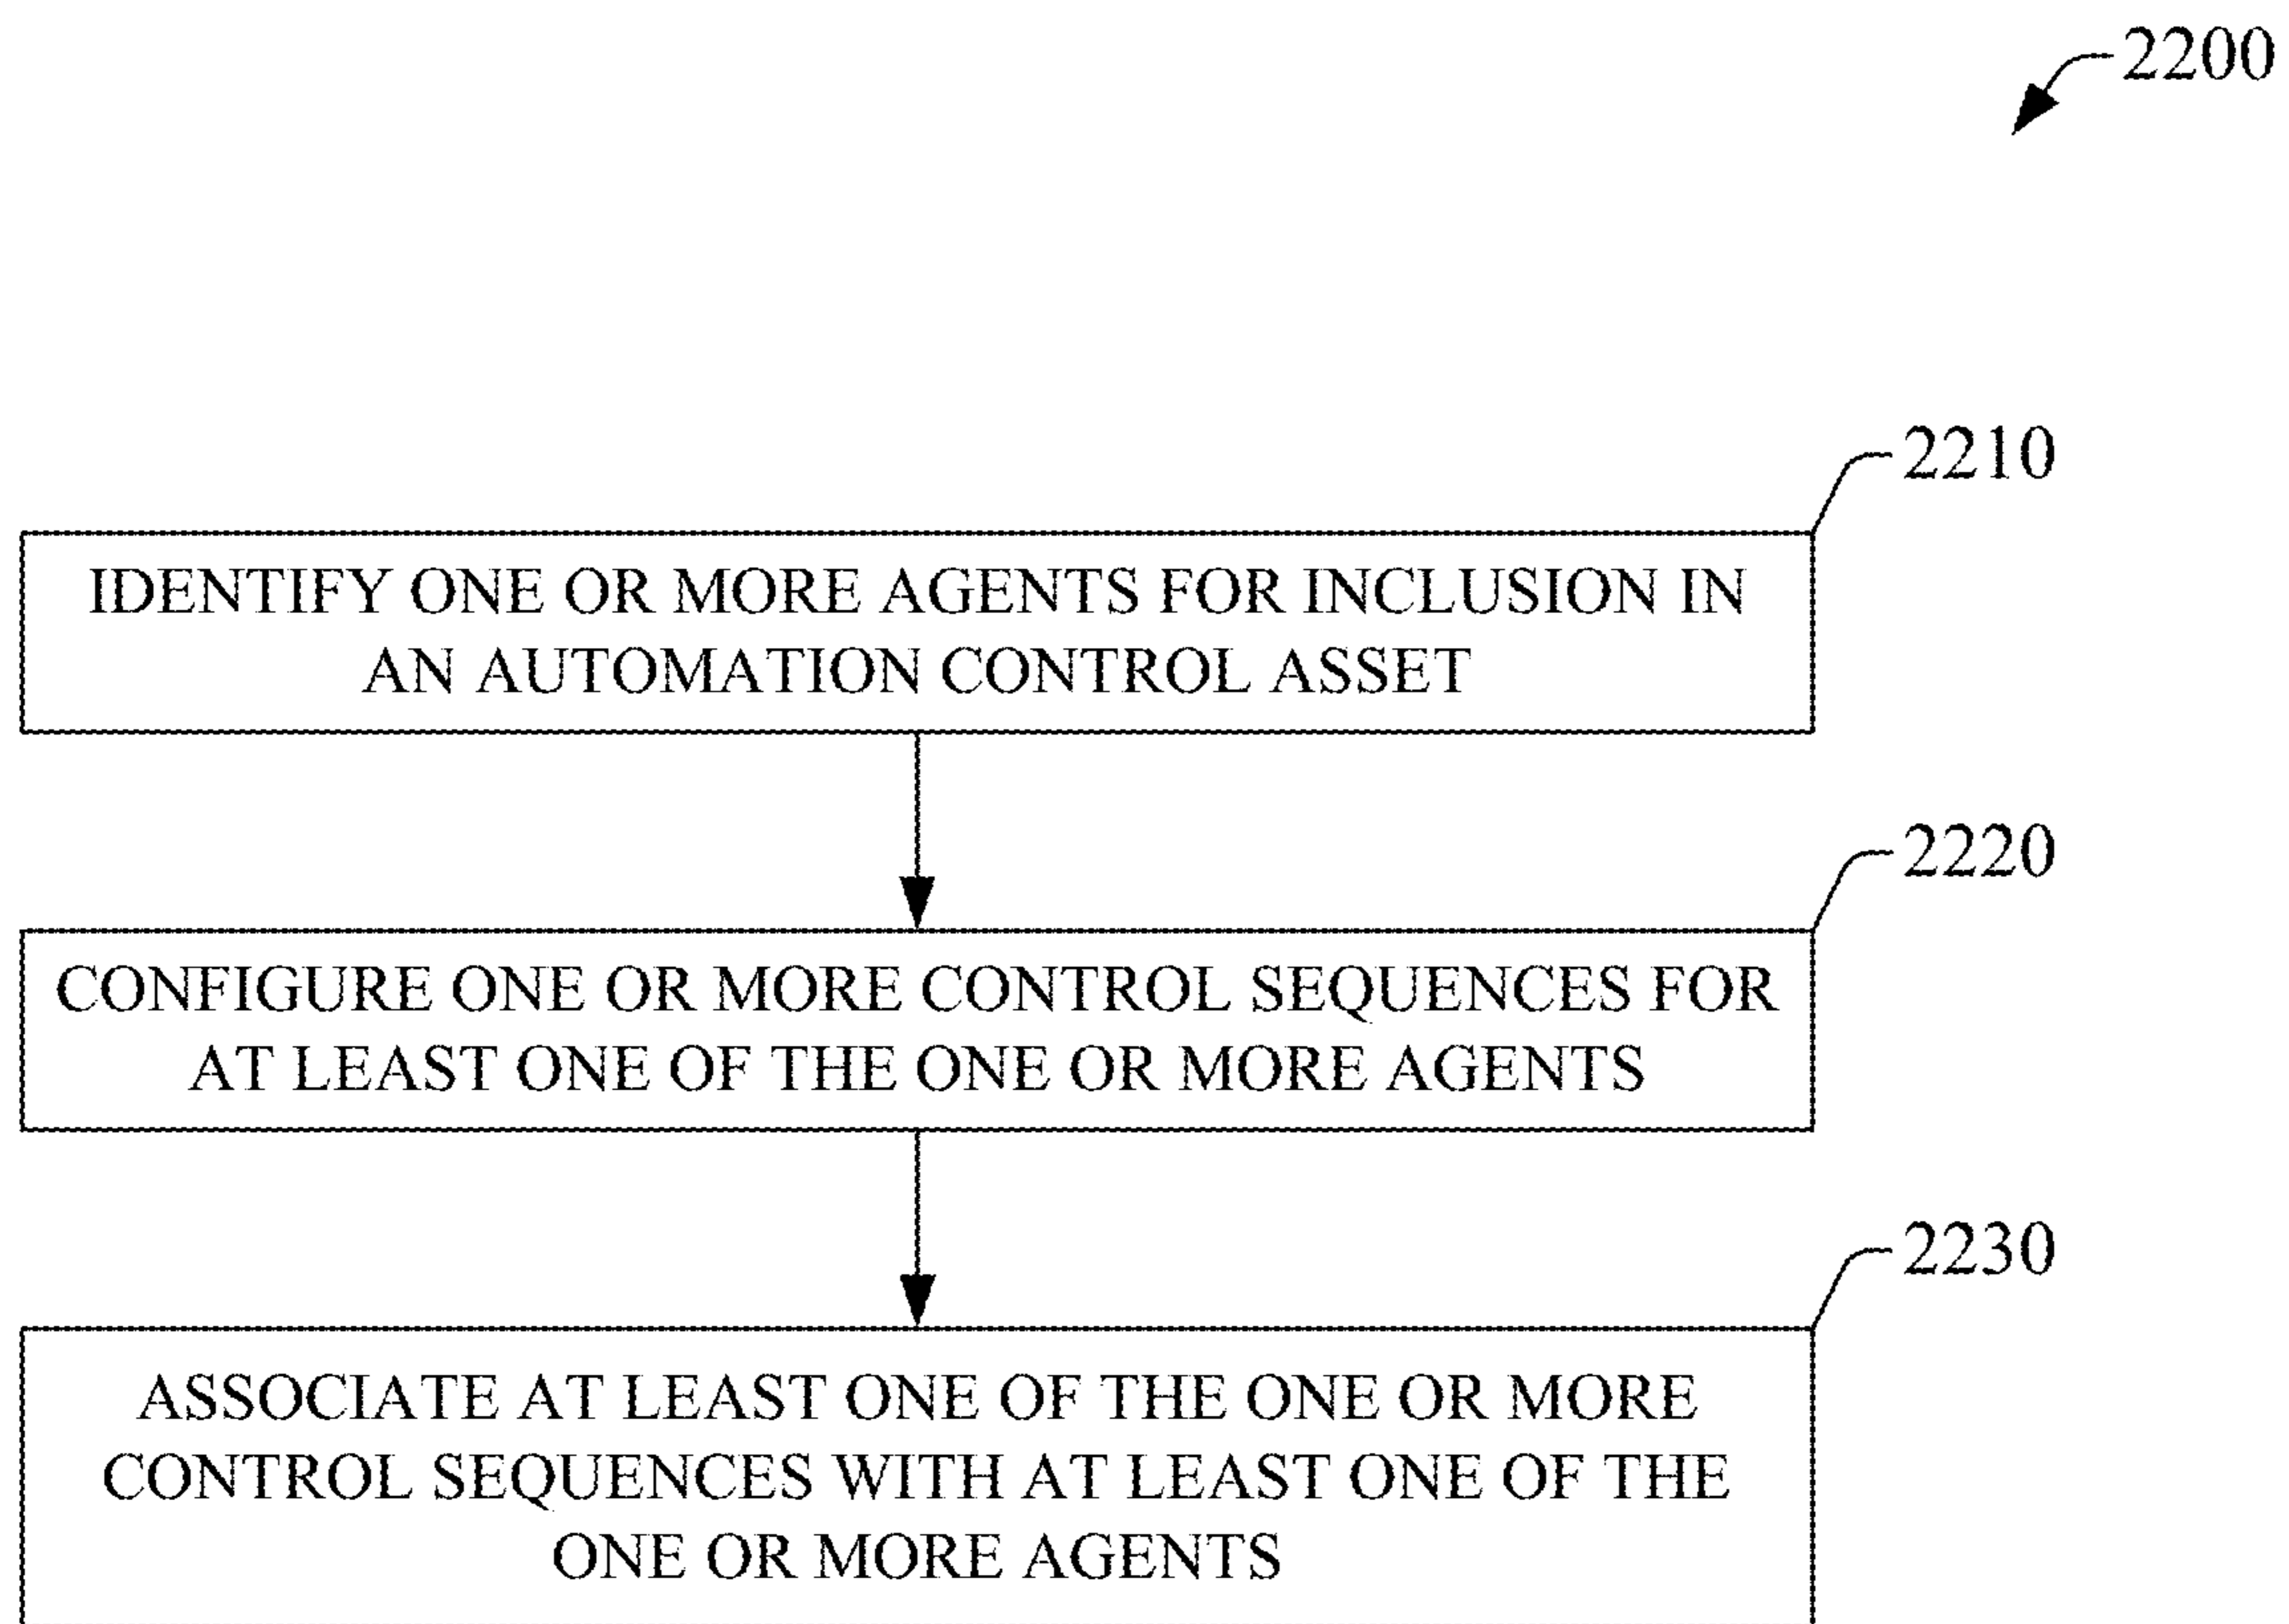 2200
2210
IDENTIFY ONE OR MORE AGENTS FOR INCLUSION IN
AN AUTOMATION CONTROL ASSET
2220
CONFIGURE ONE OR MORE CONTROL SEQUENCES FOR
AT LEAST ONE OF THE ONE OR MORE AGENTS
2230
ASSOCIATE AT LEAST ONE OF THE ONE OR MORE
CONTROL SEQUENCES WITH AT LEAST ONE OF THE
ONE OR MORE AGENTS